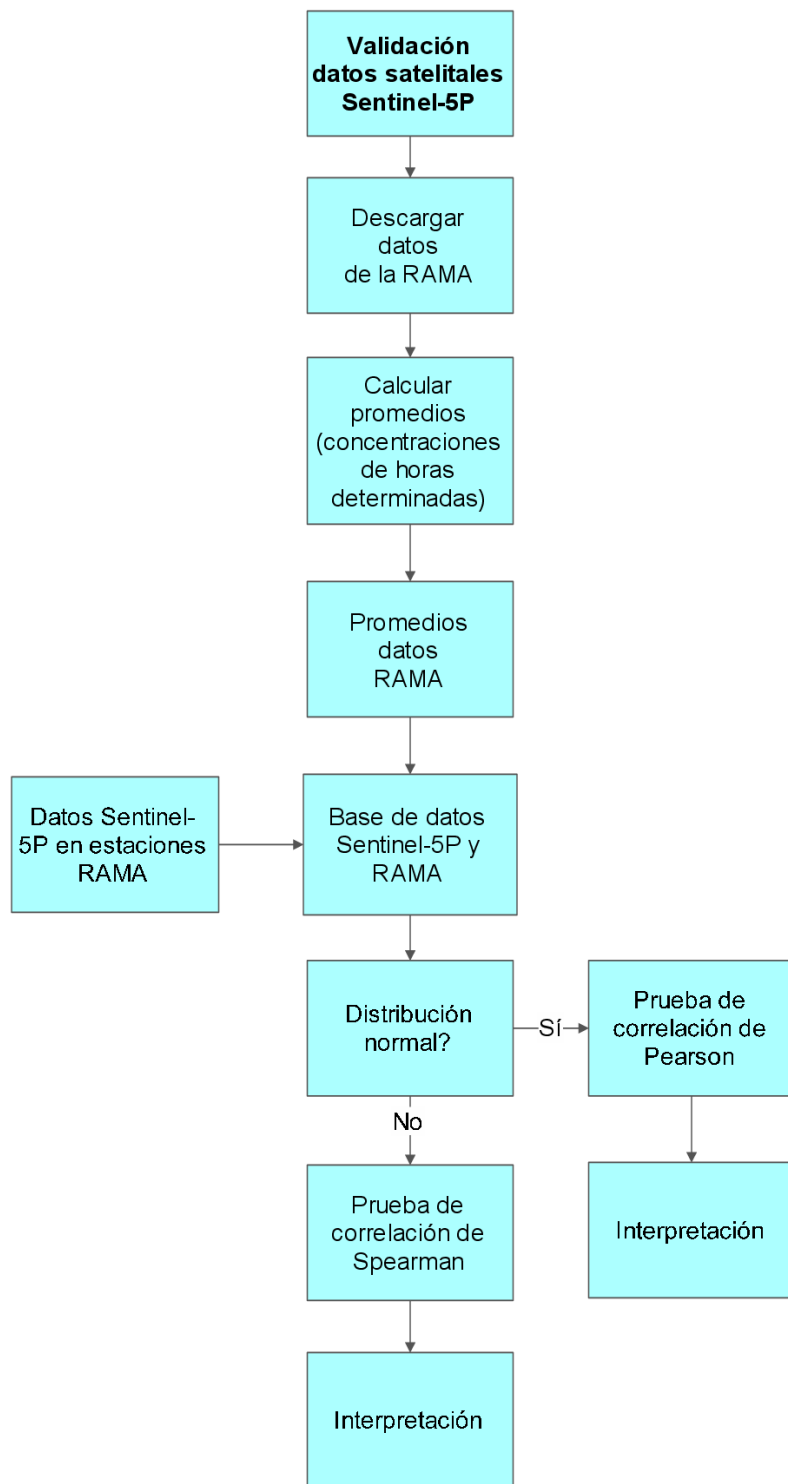 Validación
datos satelitales
Sentinel-5P
Descargar
datos
de la RAMA
Calcular
promedios
(concentraciones
de horas
determinadas)
Promedios
datos
RAMA
Datos Sentinel-
5P en estaciones
RAMA
Base de datos
Sentinel-5P y
RAMA
Distribución
normal?
Sí
Prueba de
correlación de
Pearson
No
Prueba de
correlación de
Spearman
Interpretación
Interpretación